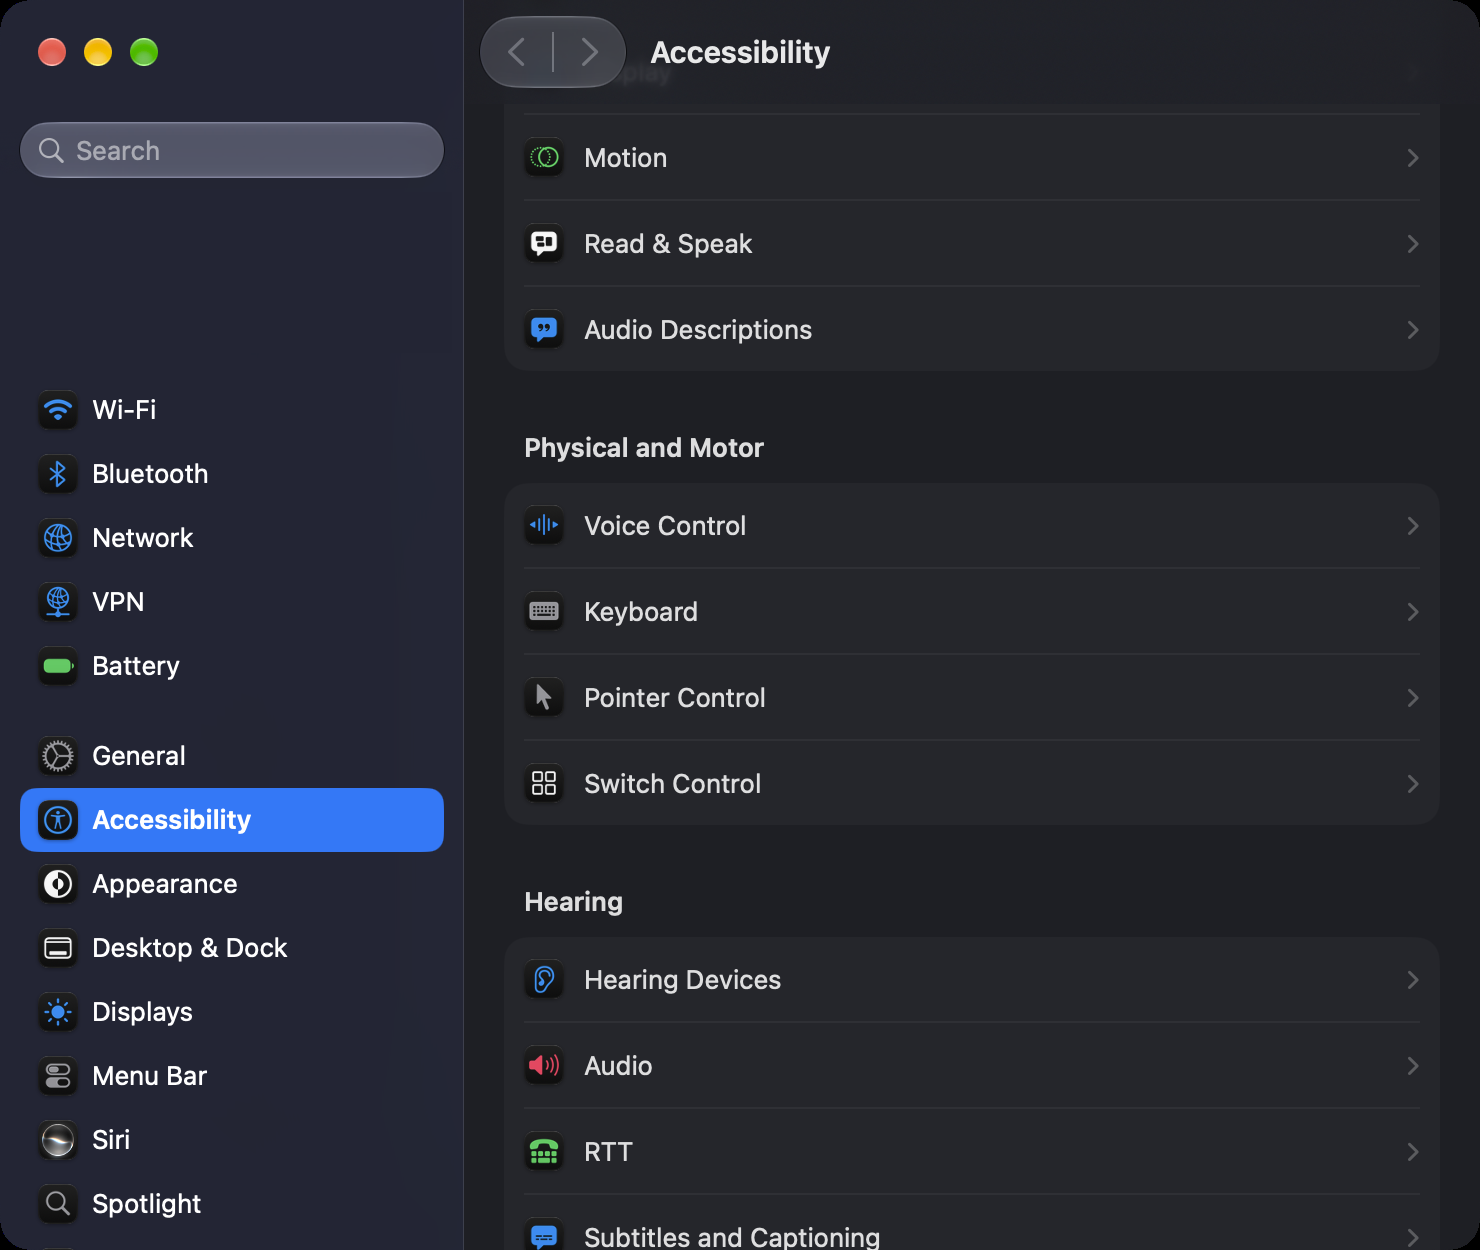 Search
Wi-Fi
Bluetooth
Network
VPN
Battery
General
Accessibility
Appearance
Desktop & Dock
Displays
Menu Bar
Siri
Spotlight
Accessibility
Motion
Read & Speak
Audio Descriptions
Physical and Motor
Voice Control
Keyboard
Pointer Control
Switch Control
Hearing
Hearing Devices
Audio
RTT
Subtitles and Captioning